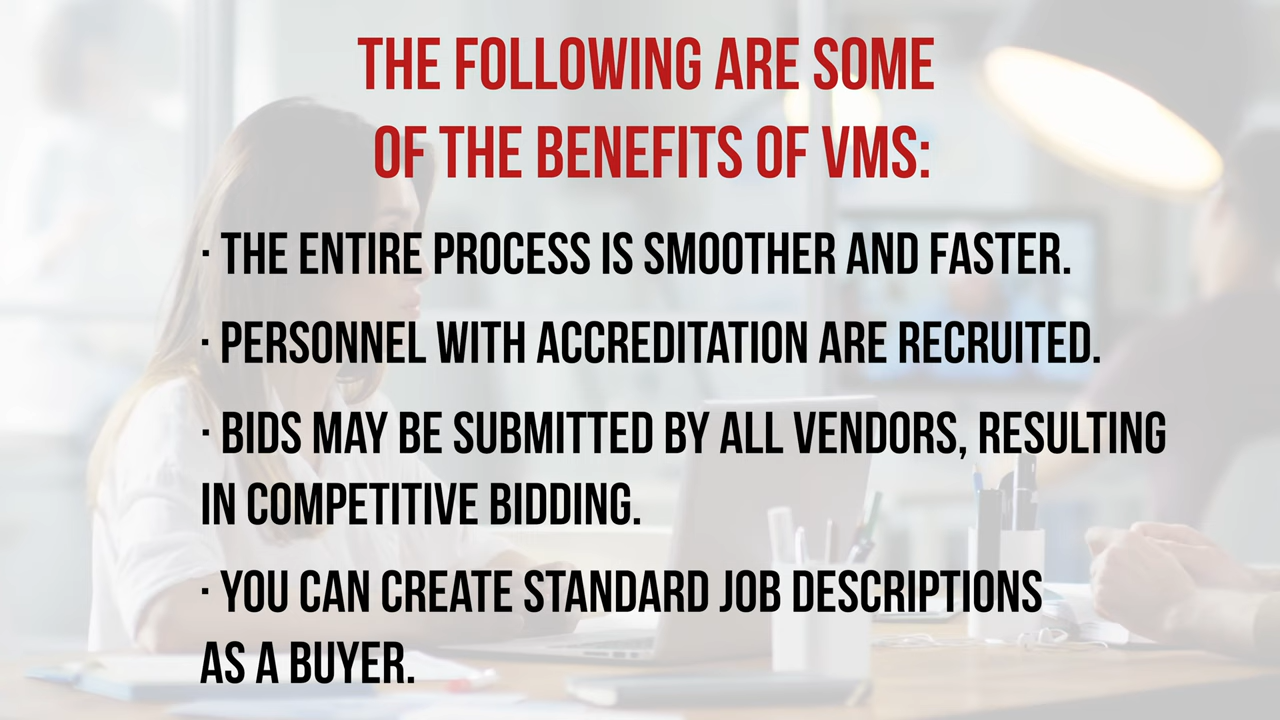 THE FOLLOWING ARE SOME
OF THE BENEFITS OF VMS:
· THE ENTIRE PROCESS IS SMOOTHER AND FASTER.
· PERSONNEL WITH ACCREDITATION ARE RECRUITED.
· BIDS MAY BE SUBMITTED BY ALL VENDORS, RESULTING
IN COMPETITIVE BIDDING.
· YOU CAN CREATE STANDARD JOB DESCRIPTIONS
AS A BUYER.